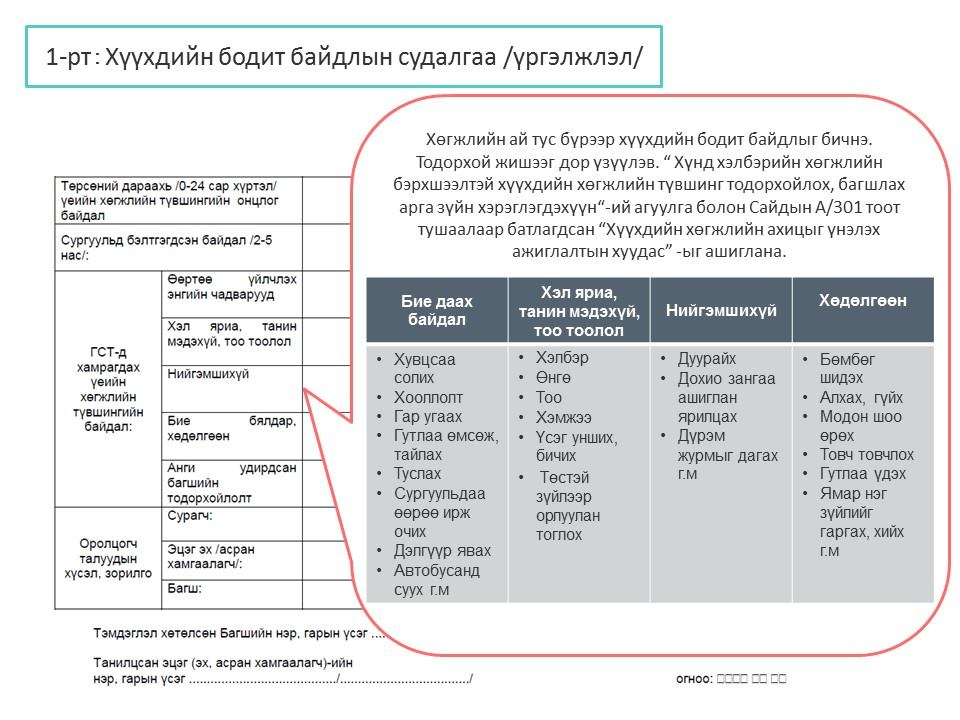 1-рт: Хүүхдийн бодит байдлын судалгаа /үргэлжлэл/
Хөгжлийн ай тус бүрээр хүүхдийн бодит байдлыг бичнэ.
Тодорхой жишээг дор үзүүлэв. “ Хүнд хэлбэрийн хөгжлийн
бэрхшээлтэй хүүхдийн хөгжлийн түвшинг тодорхойлох, багшлах
арга зүйн хэрэглэгдэхүүн“-ий агуулга болон Сайдын А/301 тоот
тушаалаар батлагдсан “Хүүхдийн хөгжлийн ахицыг үнэлэх
ажиглалтын хуудас” -ыг ашиглана.
Бие даах
байдал
Хэл яриа,
танин мэдэхүй,
тоо тоолол
Нийгэмшихүй
Хөдөлгөөн
• Хувцсаа
солих
• Хооллолт
• Гар угаах
• Гутлаа өмсөж,
тайлах
• Туслах
• Сургуульдаа
өөрөө ирж
очих
• Дэлгүүр явах
• Автобусанд
суух г.м
• Хэлбэр
• Өнгө
• Тоо
• Хэмжээ
• Үсэг унших,
бичих
• Төстэй
зүйлээр
орлуулан
тоглох
• Дуурайх
• Дохио зангаа
ашиглан
ярилцах
• Дүрэм
журмыг дагах
г.м
• Бөмбөг
шидэх
• Алхах, гүйх
• Модон шоо
өрөх
• Товч товчлох
• Гутлаа үдэх
• Ямар нэг
зүйлийг
гаргах, хийх
г.м
Төрсений дараахь /0-24 сар хүртэл/
үеийн хөгжлийн түвшингийн онцлог
байдал
Сургуульд бэлтгэгдсэн байдал /2-5
нас/:
ГСТ-д
хамрагдах
үеийн
хөгжлийн
түвшингийн
байдал:
Өөртөө үйлчлэх
энгийн чадварууд
Хэл яриа, танин
мэдэхүй, тоо тоолол
Нийгэмшихүй
Бие бялдар,
хөдөлгөөн
Анги удирдсан
багшийн
тодорхойлолт
Оролцогч
талуудын
хүсэл, зорилго
Сурагч:
Эцэг эх /асран
хамгаалагч/:
Багш:
Тэмдэглэл хөтөлсөн Багшийн нэр, гарын үсэг ....
Танилцсан эцэг (эх, асран хамгаалагч)-ийн
нэр, гарын үсэг ........................................./..................................../
огноо: □□□□ □□ □□